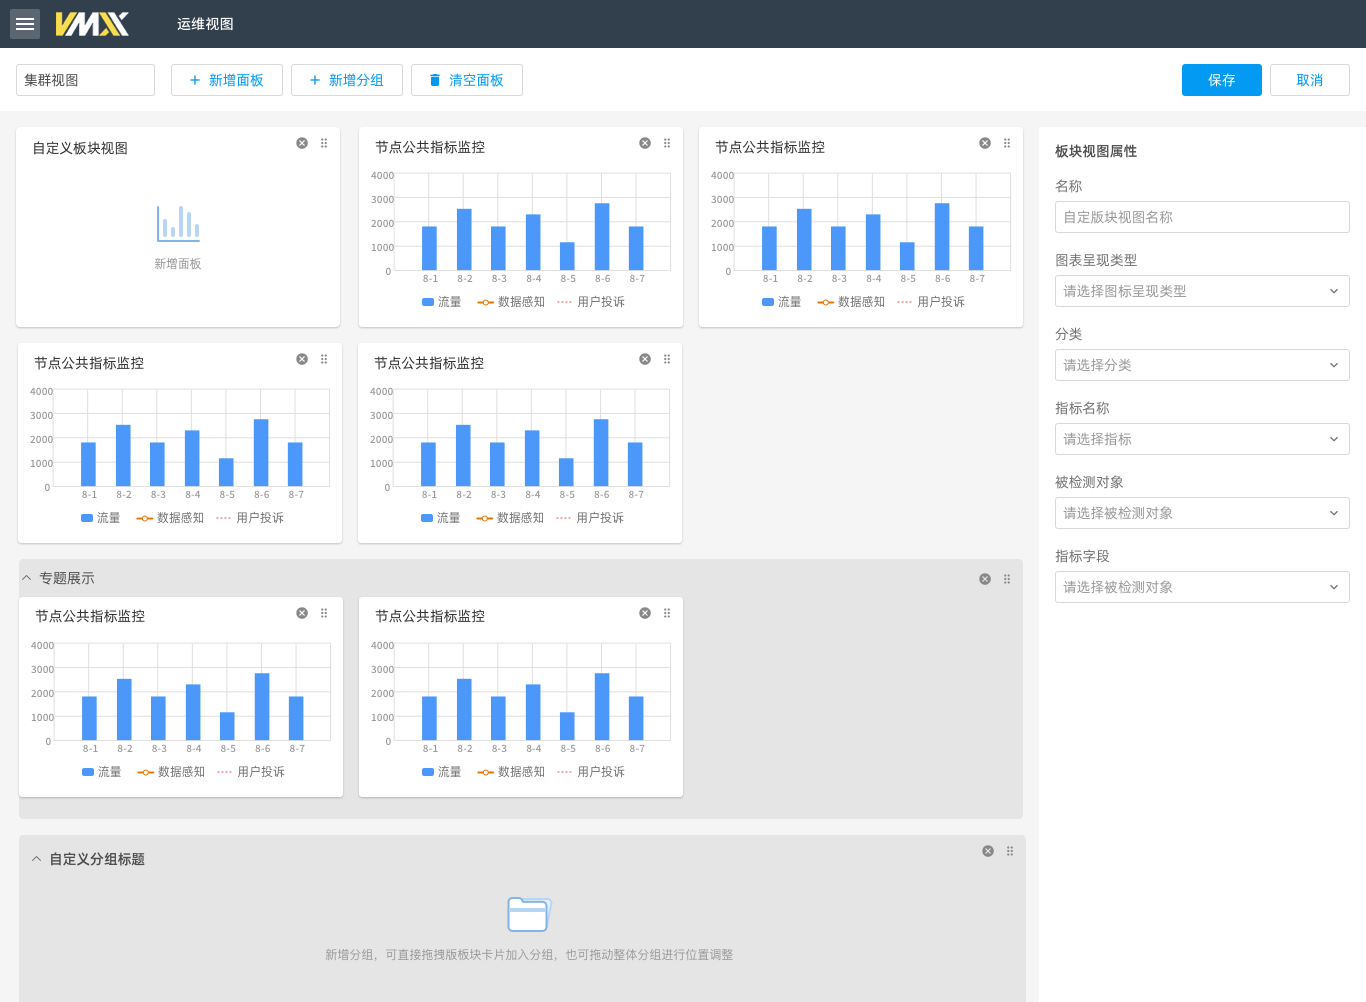 VMX
运维视图
集群视图
新增面板
新增分组
清空面板
保存
取消
自定义板块视图
新增面板
节点公共指标监控
4000
3000
2000
1000
0
8-1 8-2 8-3 8-4 8-5 8-6 8-7
流量 数据感知 用户投诉
节点公共指标监控
4000
3000
2000
1000
0
8-1 8-2 8-3 8-4 8-5 8-6 8-7
流量 数据感知 用户投诉
节点公共指标监控
4000
3000
2000
1000
0
8-1 8-2 8-3 8-4 8-5 8-6 8-7
流量 数据感知 用户投诉
节点公共指标监控
4000
3000
2000
1000
0
8-1 8-2 8-3 8-4 8-5 8-6 8-7
流量 数据感知 用户投诉
专题展示
节点公共指标监控
4000
3000
2000
1000
0
8-1 8-2 8-3 8-4 8-5 8-6 8-7
流量 数据感知 用户投诉
节点公共指标监控
4000
3000
2000
1000
0
8-1 8-2 8-3 8-4 8-5 8-6 8-7
流量 数据感知 用户投诉
自定义分组标题
新增分组，可直接拖拽版板块卡片加入分组，也可拖动整体分组进行位置调整
板块视图属性
名称
自定版块视图名称
图表呈现类型
请选择图标呈现类型
分类
请选择分类
指标名称
请选择指标
被检测对象
请选择被检测对象
指标字段
请选择被检测对象